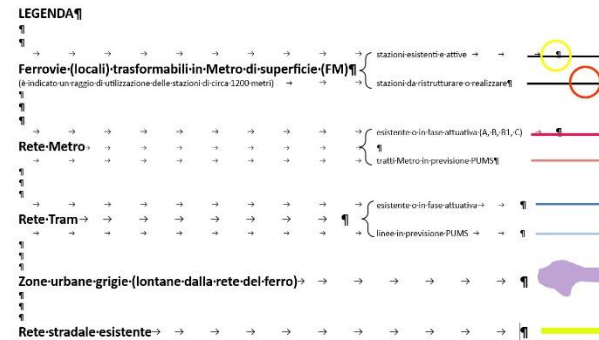 LEGENDA¶
¶
¶
→ → → → → → → → → stazioni·esistenti·e·attive → → → ¶
Ferrovie·(locali)·trasformabili·in·Metro·di·superficie·(FM)¶
(è·indicato·un·raggio·di·utilizzazione·delle·stazioni·di·circa·1200·metri) → → → stazioni·da·ristrutturare·o·realizzare¶
¶
¶
¶
→ → → → → → → → → esistente·o·in·fase·attuativa·(A,·B,·B1,·C) → ¶
Rete·Metro→ → → → → → → → → ¶
→ → → → → → → → → tratti·Metro·in·previsione·PUMS¶
¶
¶
¶
→ → → → → → → → → esistente·o·in·fase·attuativa→ → ¶
Rete·Tram→ → → → → → → → ¶
→ → → → → → → → → linee·in·previsione·PUMS → → ¶
¶
¶
¶
Zone·urbane·grigie·(lontane·dalla·rete·del·ferro)→ → → → → → → ¶
¶
¶
¶
Rete·stradale·esistente→ → → → → → → → → → → ¶